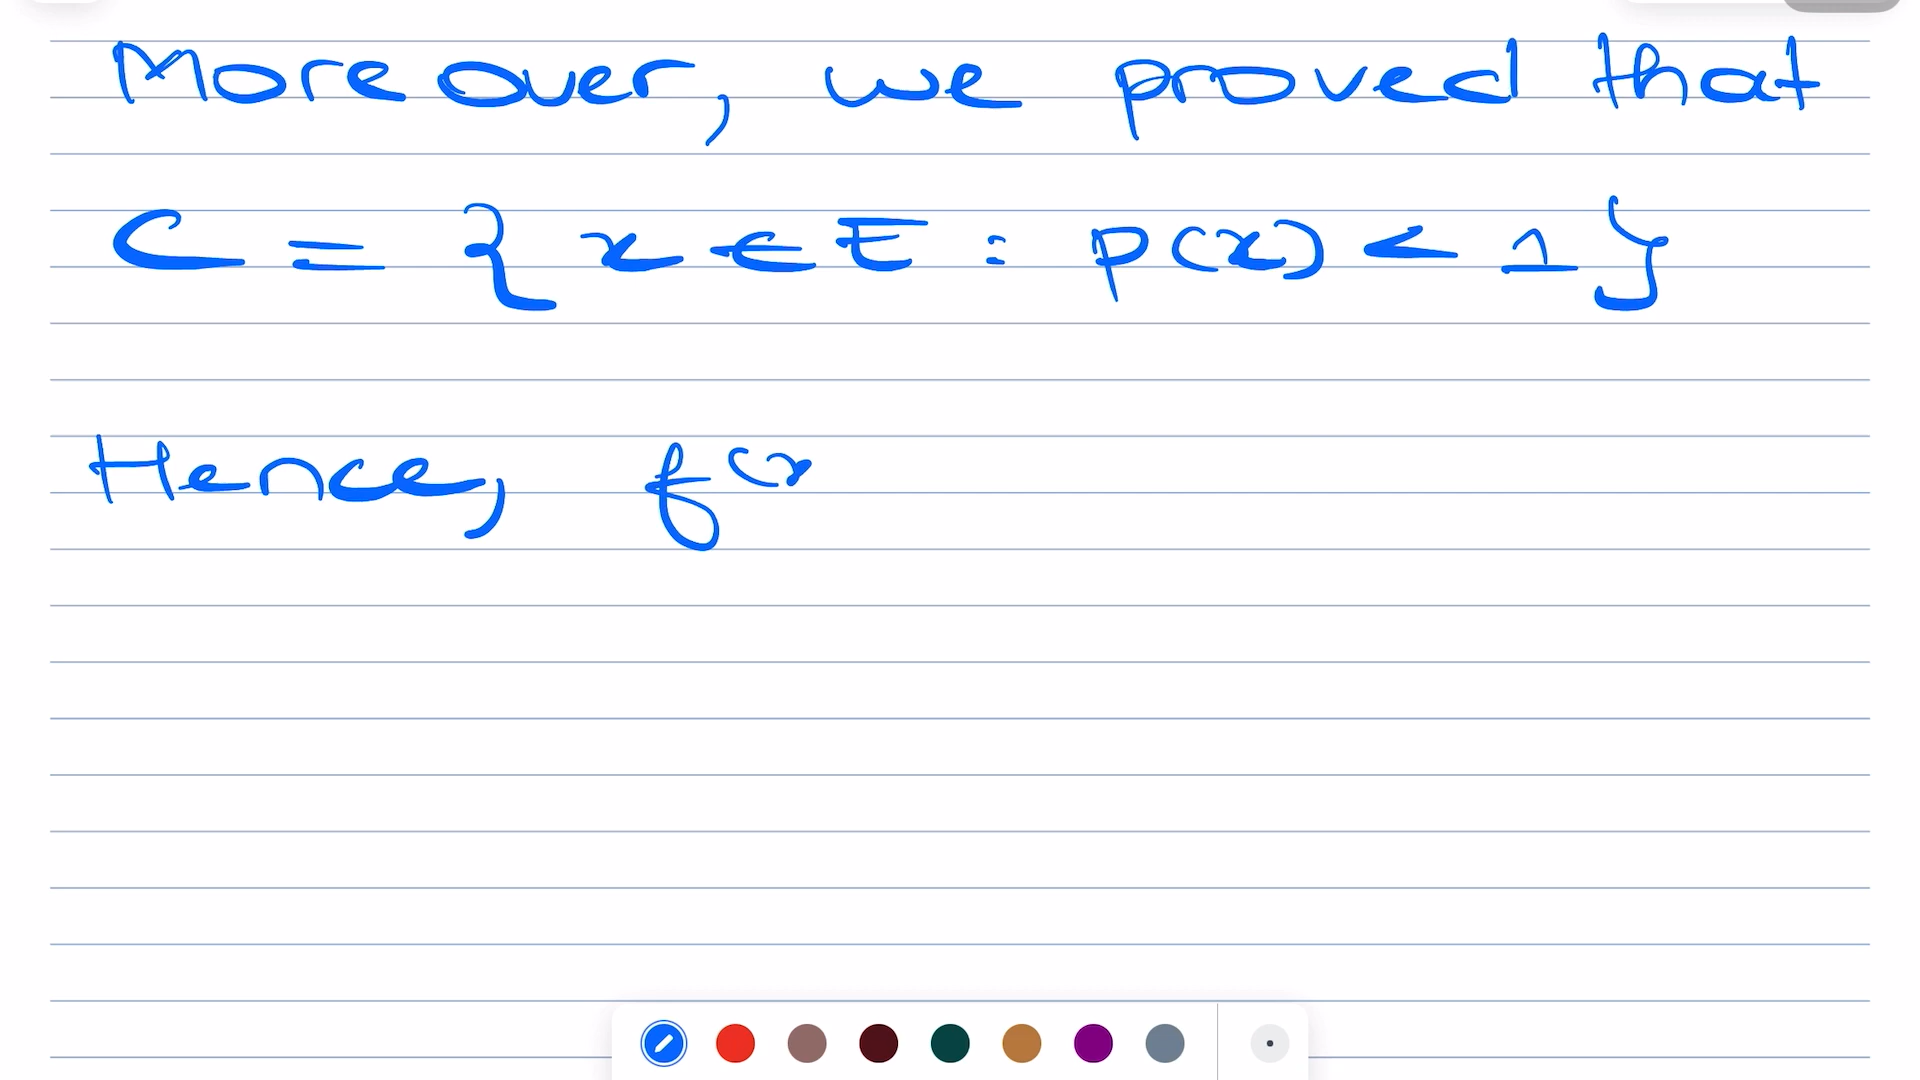 Moreover, we proved that
C = { x ∈ E : p(x) < 1 }
Hence, f(x